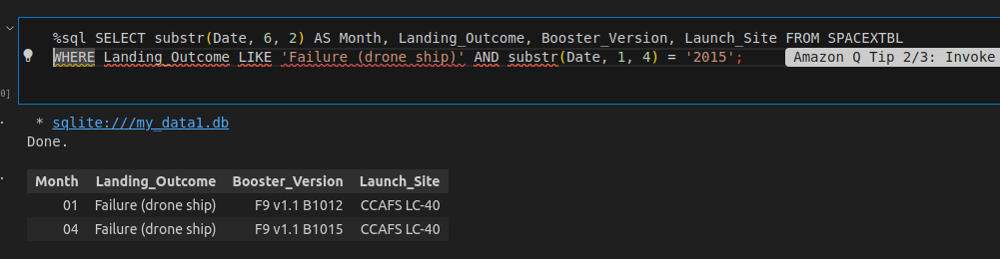 %sql SELECT substr(Date, 6, 2) AS Month, Landing_Outcome, Booster_Version, Launch_Site FROM SPACEXTBL
WHERE Landing_Outcome LIKE 'Failure (drone ship)' AND substr(Date, 1, 4) = '2015'; Amazon Q Tip 2/3: Invoke
0]
* sqlite:///my_data1.db
Done.
Month Landing_Outcome Booster_Version Launch_Site
01 Failure (drone ship) F9 v1.1 B1012 CCAFS LC-40
04 Failure (drone ship) F9 v1.1 B1015 CCAFS LC-40